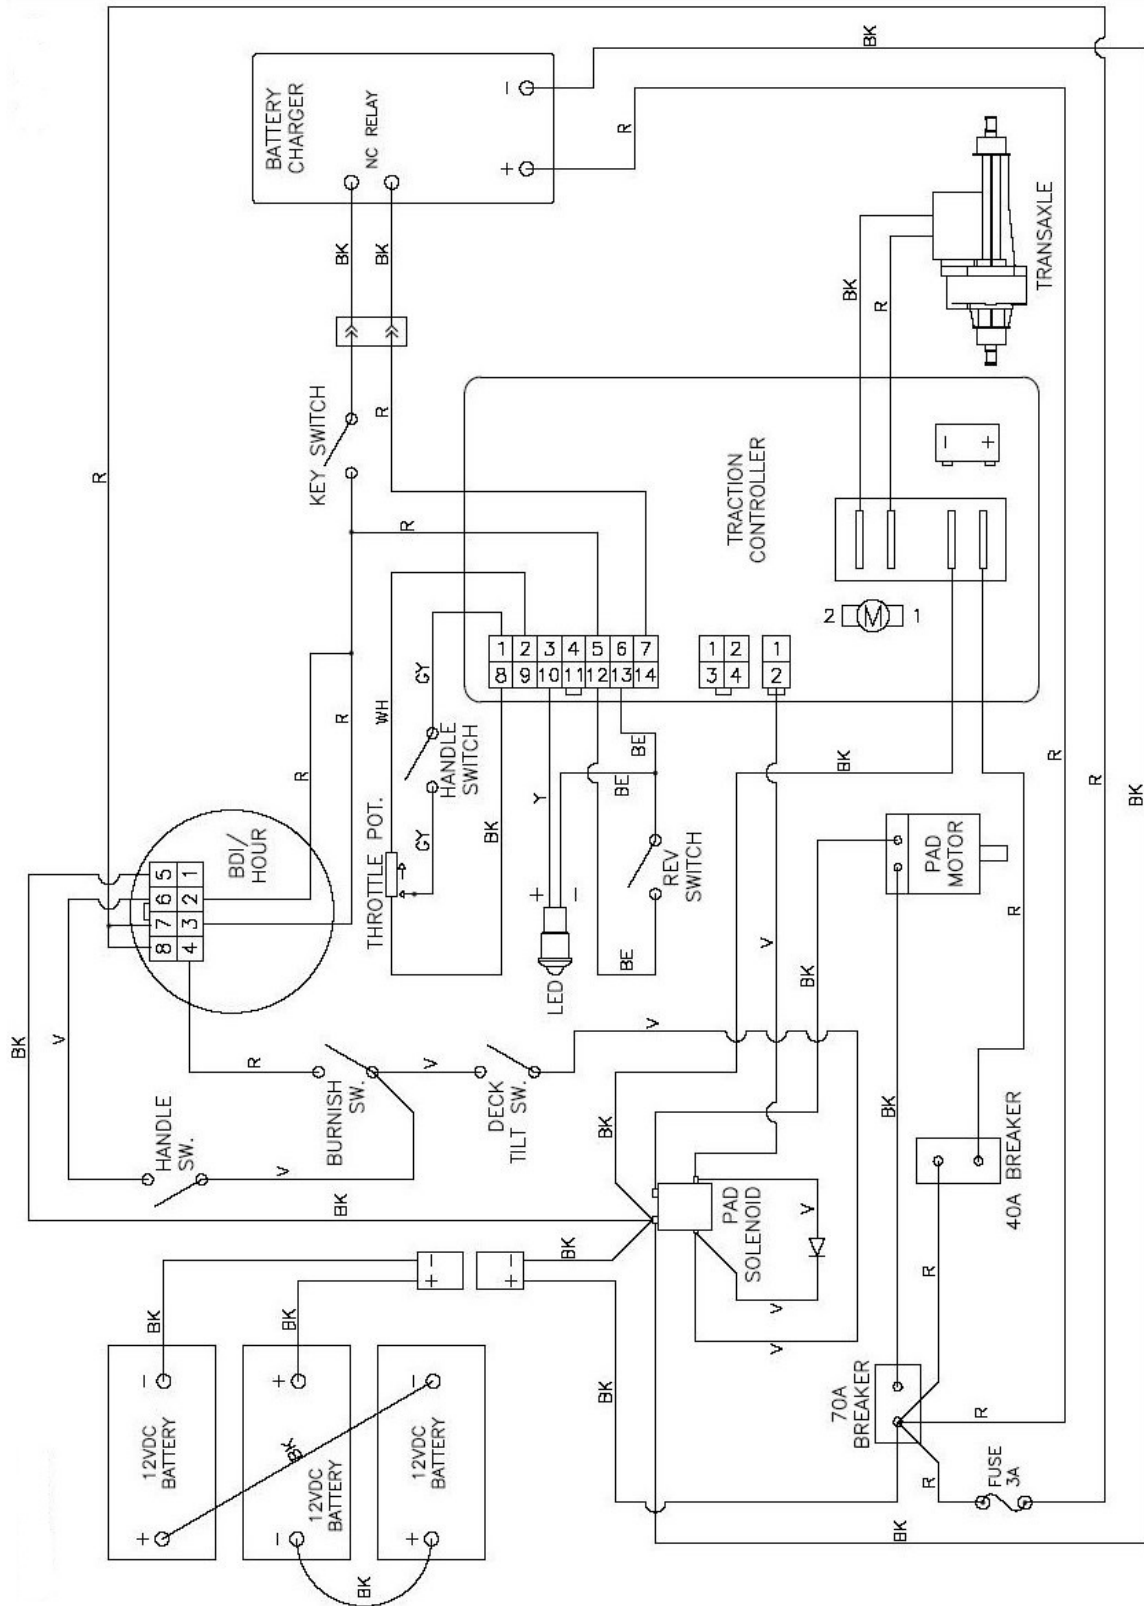 BK
R
BATTERY
CHARGER
NC RELAY
-
+
R
BK
BK
TRANSAXLE
BK
R
KEY SWITCH
R
R
TRACTION
CONTROLLER
-
+
R
2 M 1
1 2 3 4 5 6 7
8 9 10 11 12 13 14
1 2
3 4
1
2
WH
GY
HANDLE
SWITCH
GY
THROTTLE POT.
BK
R
R
BDI/
HOUR
5 1
6 2
7 3
8 4
Y
BE
BE
+
-
LED
REV
SWITCH
BE
BK
R
R
BK
PAD
MOTOR
V
BK
R
BK
V
R
BURNISH
SW.
V
DECK
TILT SW.
V
HANDLE
SW.
V
BK
BK
BK
40A BREAKER
PAD
SOLENOID
V
V
V
R
BK
+ -
+ -
BK
BK
BK
-
+
12VDC
BATTERY
+
-
12VDC
BATTERY
-
+
12VDC
BATTERY
BK
BK
70A
BREAKER
R
R
FUSE
3A
BK